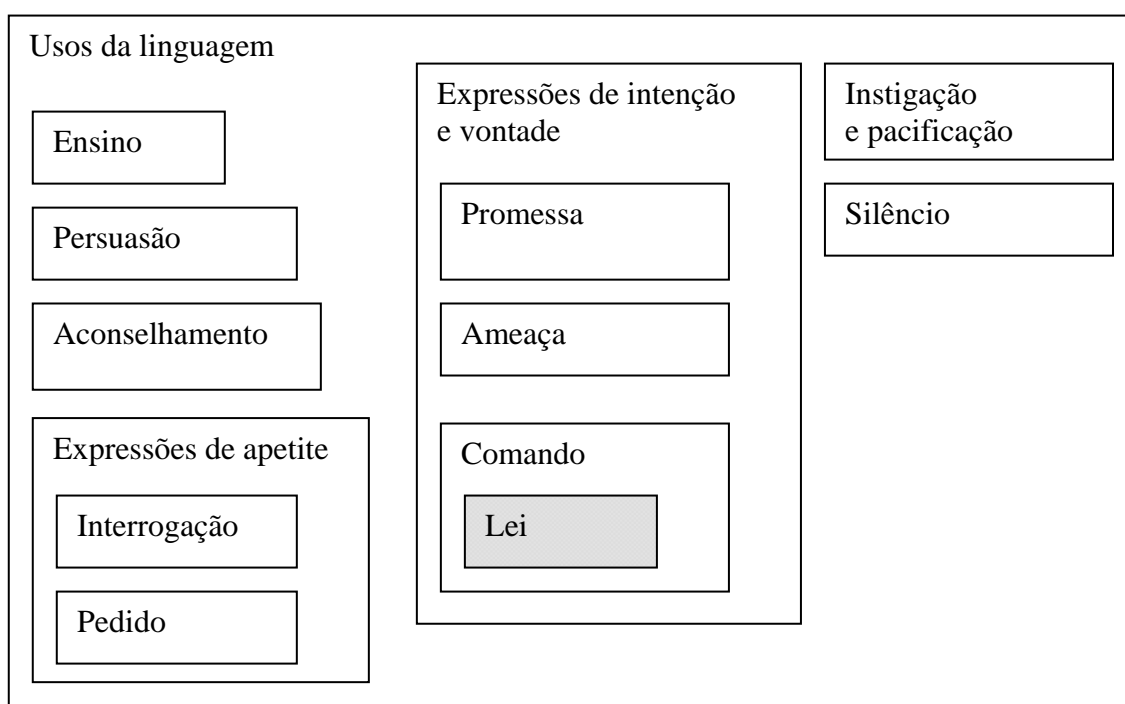 Usos da linguagem
Ensino
Persuasão
Aconselhamento
Expressões de apetite
Interrogação
Pedido
Expressões de intenção
e vontade
Promessa
Ameaça
Comando
Lei
Instigação
e pacificação
Silêncio